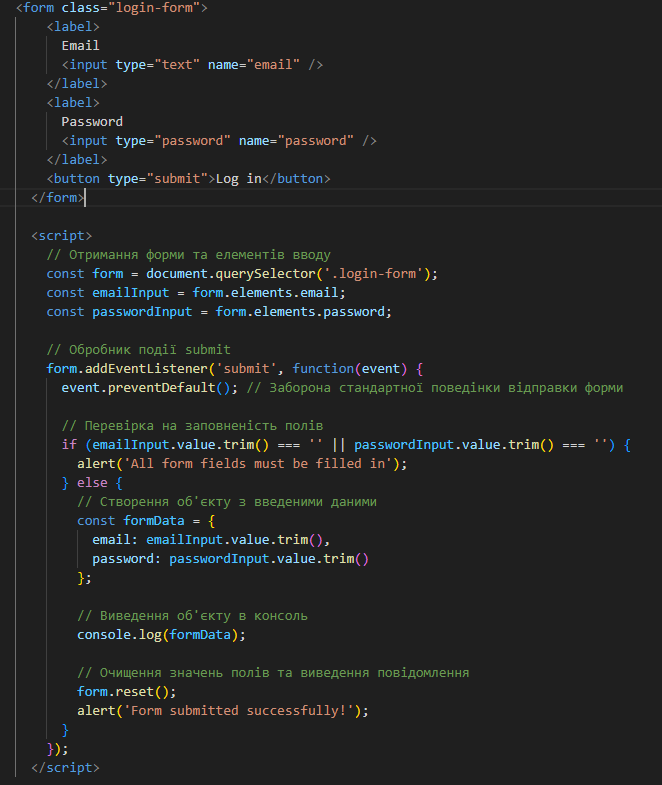 <form class="login-form">
<label>
Email
<input type="text" name="email" />
</label>
<label>
Password
<input type="password" name="password" />
</label>
<button type="submit">Log in</button>
</form>
<script>
// Отримання форми та елементів вводу
const form = document.querySelector('.login-form');
const emailInput = form.elements.email;
const passwordInput = form.elements.password;
// Обробник події submit
form.addEventListener('submit', function(event) {
event.preventDefault(); // Заборона стандартної поведінки відправки форми
// Перевірка на заповненість полів
if (emailInput.value.trim() === '' || passwordInput.value.trim() === '') {
alert('All form fields must be filled in');
} else {
// Створення об'єкту з введеними даними
const formData = {
email: emailInput.value.trim(),
password: passwordInput.value.trim()
};
// Виведення об'єкту в консоль
console.log(formData);
// Очищення значень полів та виведення повідомлення
form.reset();
alert('Form submitted successfully!');
}
});
</script>